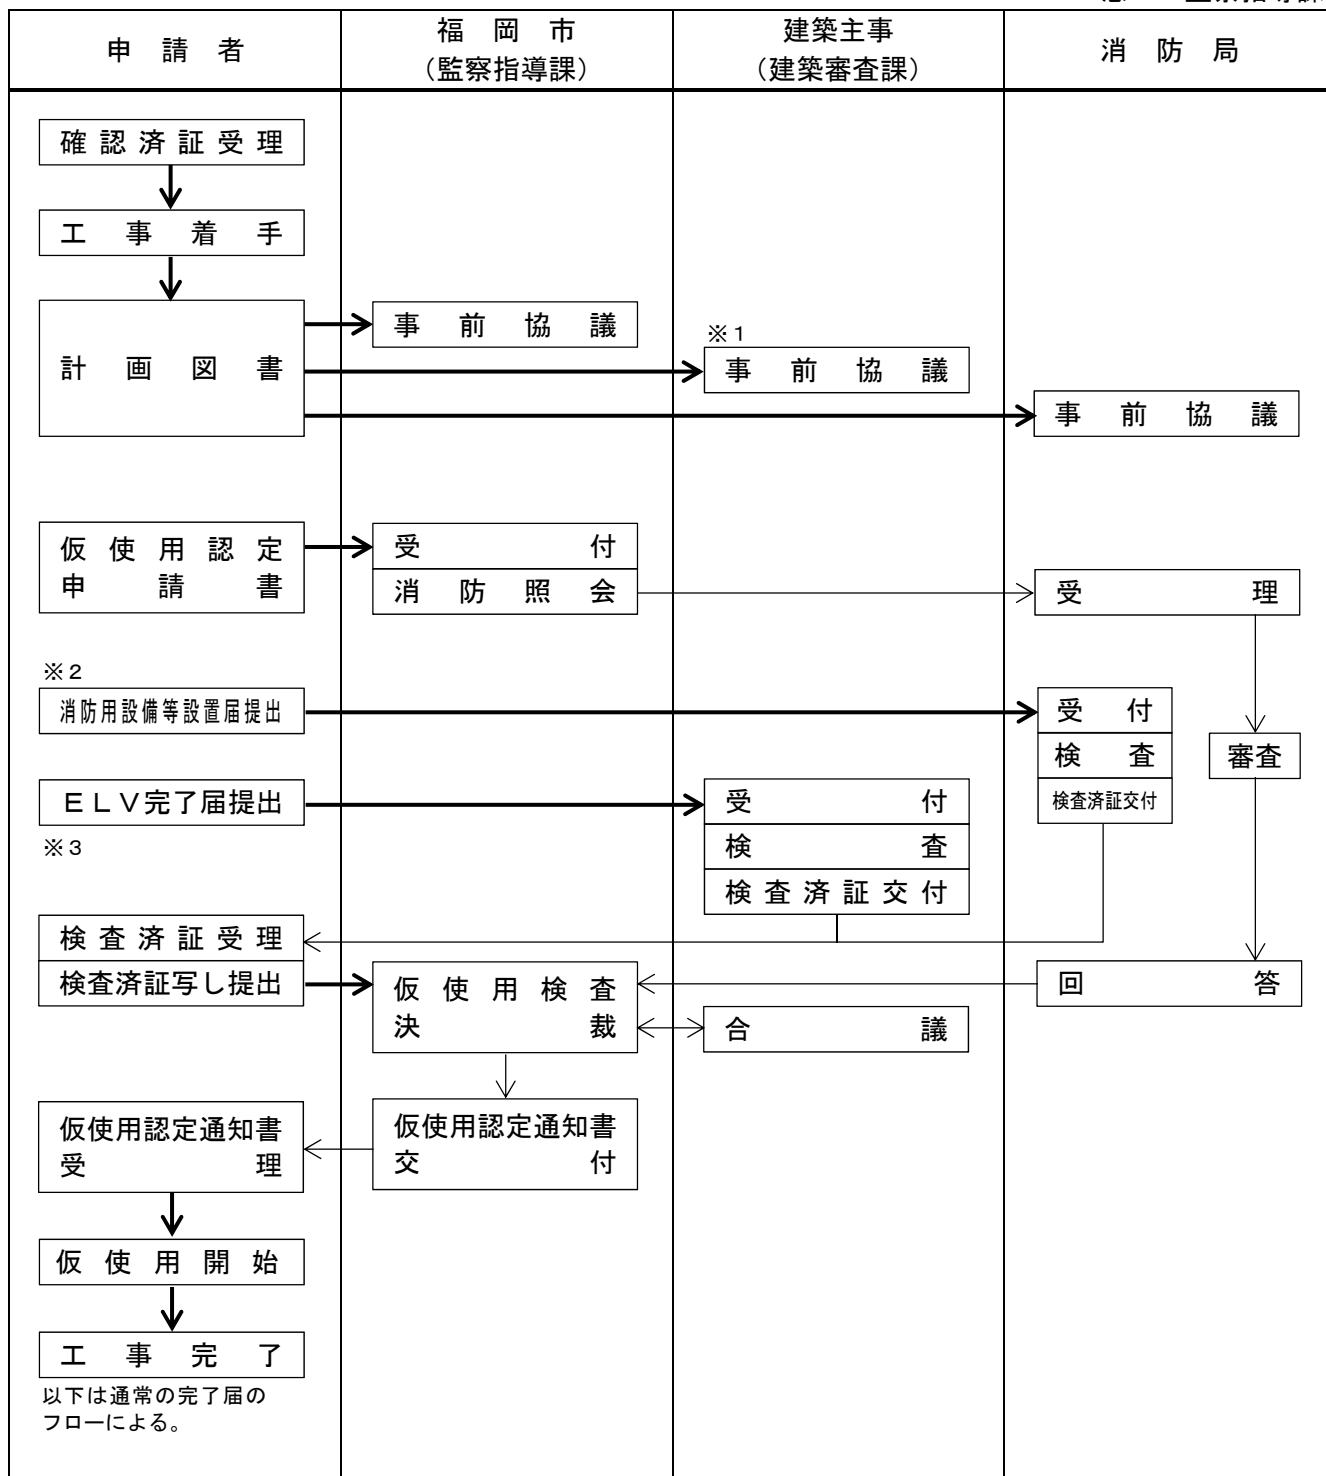 申請者
福岡市
（監察指導課）
建築主事
（建築審査課）
消防局
確認済証受理
工事着手
計画図書
事前協議
※1
事前協議
事前協議
仮使用認定
申請書
受付
消防照会
受理
※2
消防用設備等設置届提出
受付
検査
検査済証交付
審査
ＥＬＶ完了届提出
※3
受付
検査
検査済証交付
検査済証受理
検査済証写し提出
仮使用検査
決裁
合議
回答
仮使用認定通知書
受理
仮使用認定通知書
交付
仮使用開始
工事完了
以下は通常の完了届の
フローによる。